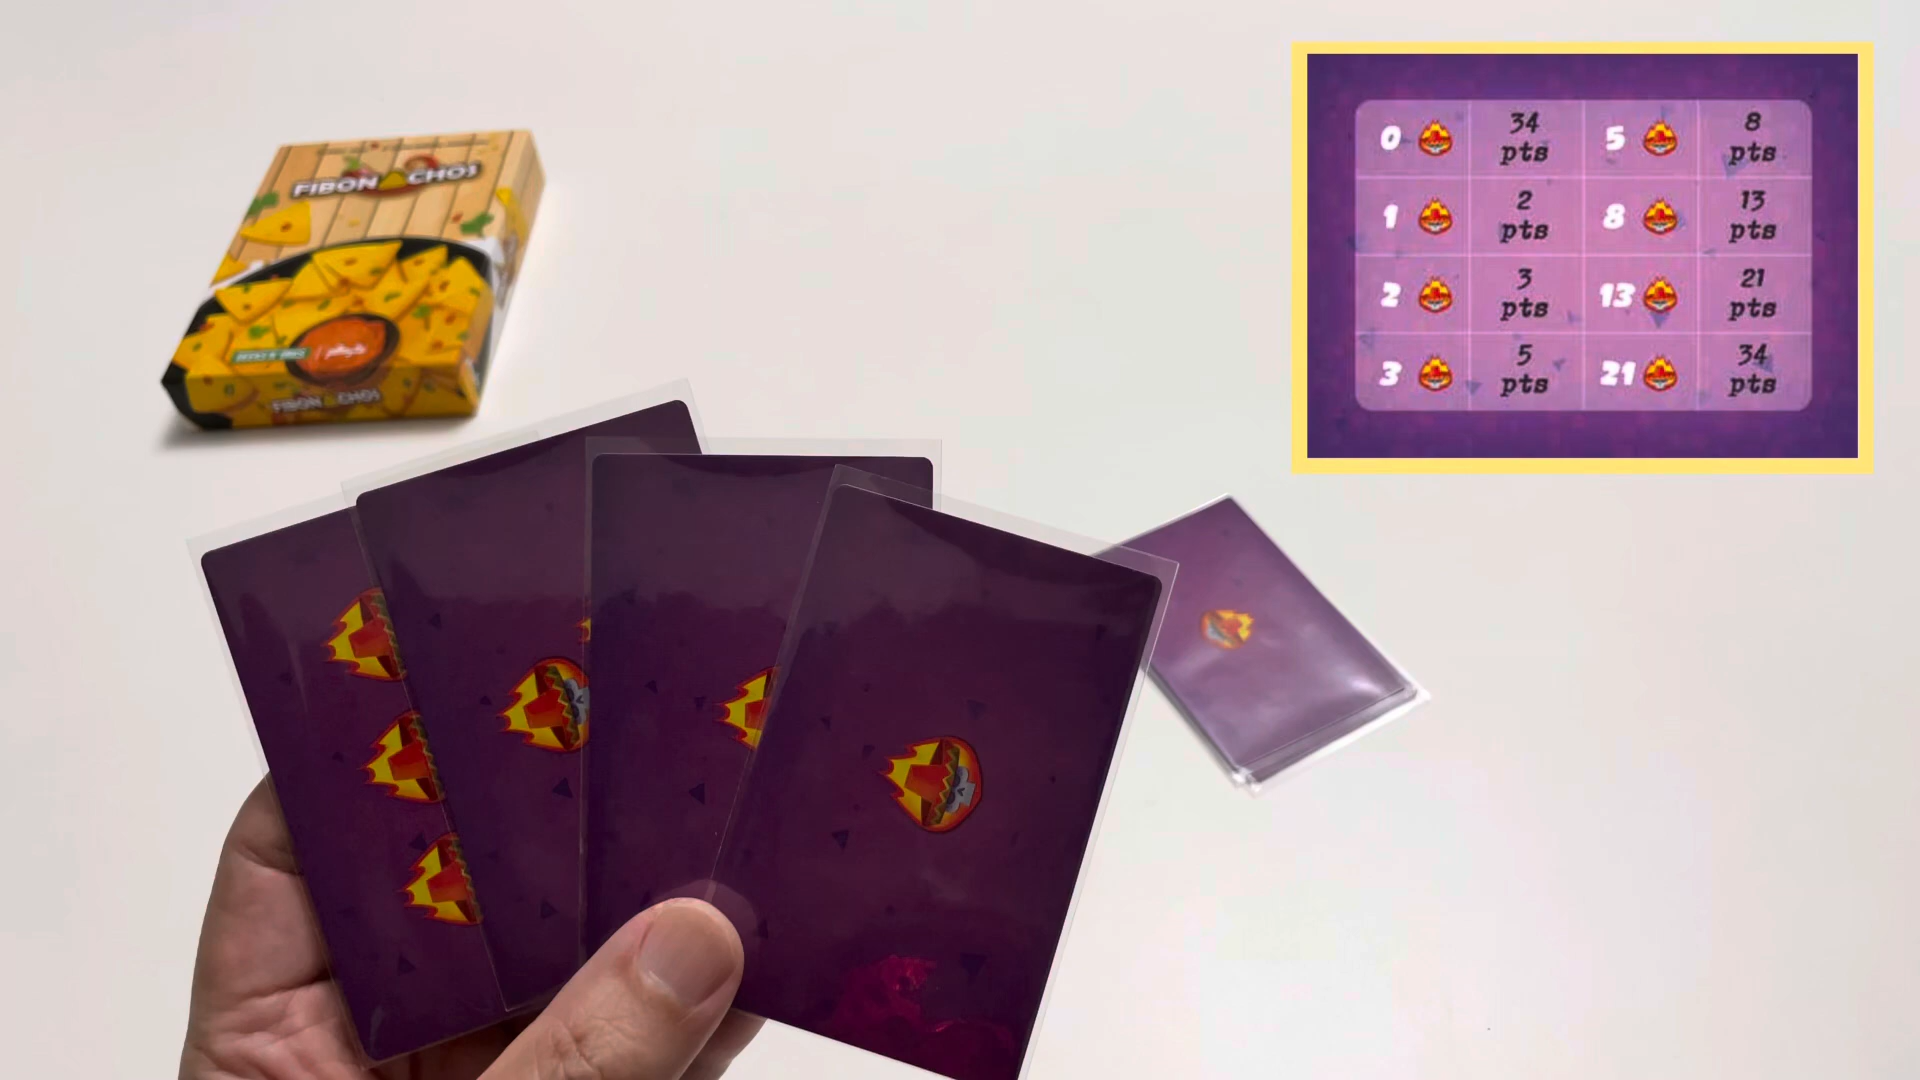 FIBONACHOS
FIBONACHOS
0 34 pts 5 8 pts
1 2 pts 8 13 pts
2 3 pts 13 21 pts
3 5 pts 21 34 pts